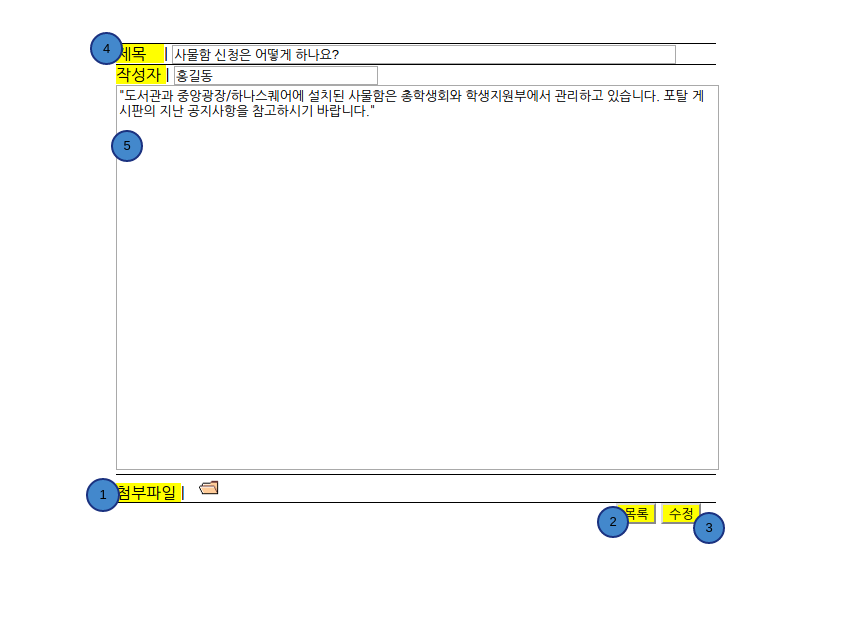 4 제목 | 사물함 신청은 어떻게 하나요?
작성자 | 홍길동
"도서관과 중앙광장/하나스퀘어에 설치된 사물함은 총학생회와 학생지원부에서 관리하고 있습니다. 포탈 게
시판의 지난 공지사항을 참고하시기 바랍니다."
5
1 첨부파일 |
2 목록 수정 3